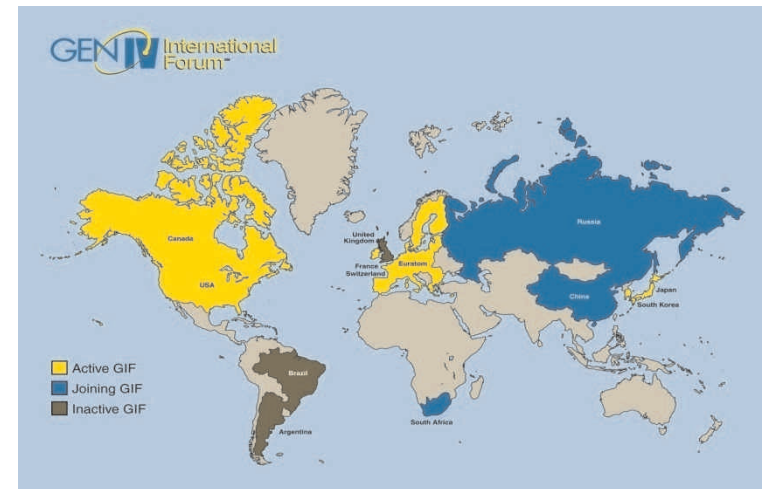 GEN IV International
Forum™
Canada
USA
United
Kingdom
France
Switzerland
Euratom
Russia
China
Japan
South Korea
Brazil
Argentina
South Africa
Active GIF
Joining GIF
Inactive GIF